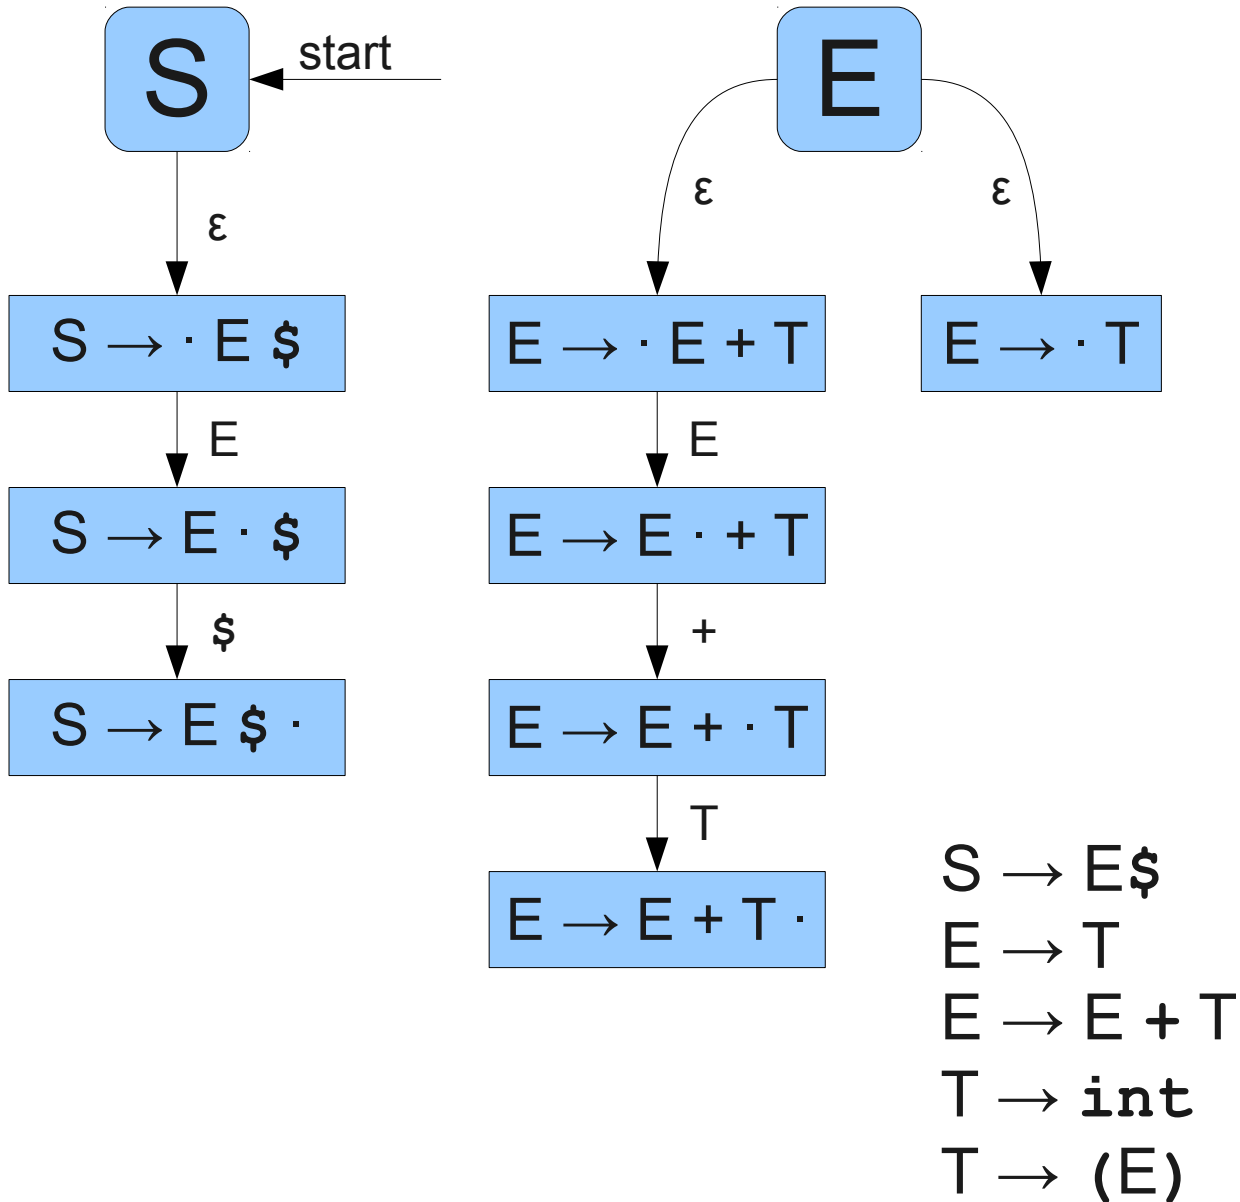 S
start
E
ε
ε
ε
S → · E $
E → · E + T
E → · T
E
E
S → E · $
E → E · + T
$
+
S → E $ ·
E → E + · T
T
E → E + T ·
S → E$
E → T
E → E + T
T → int
T → (E)